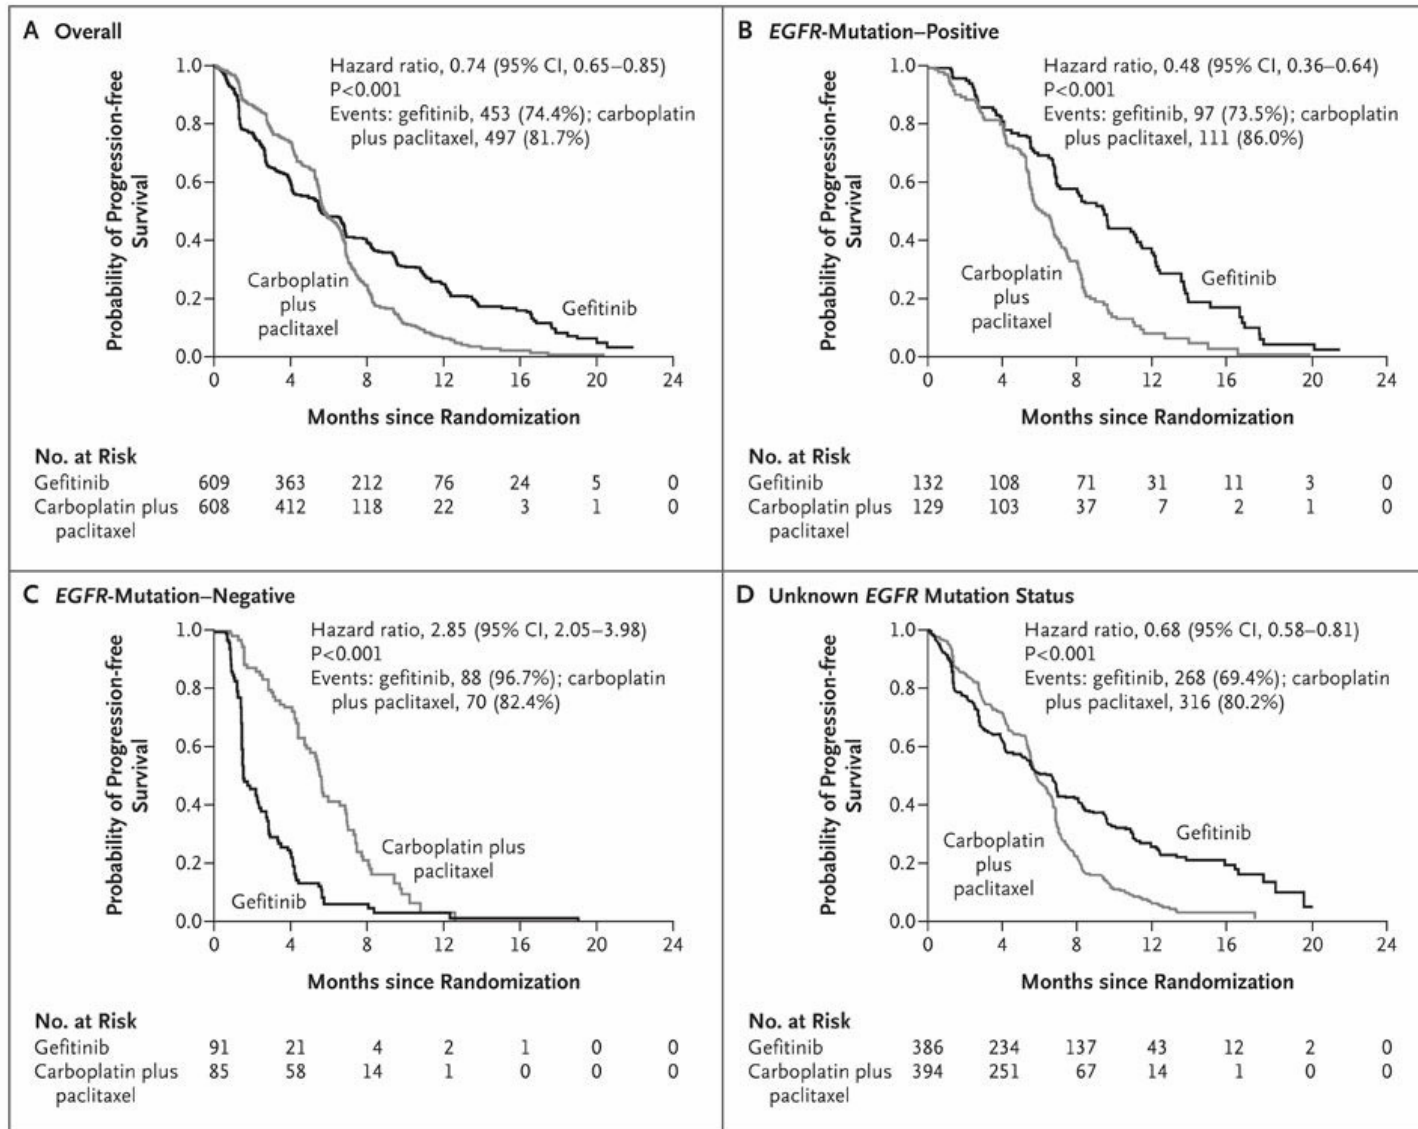 A Overall
Hazard ratio, 0.74 (95% CI, 0.65–0.85)
P<0.001
Events: gefitinib, 453 (74.4%); carboplatin
plus paclitaxel, 497 (81.7%)
Probability of Progression-free
Survival
1.0
0.8
0.6
0.4
0.2
0.0
Carboplatin
plus
paclitaxel
Gefitinib
0 4 8 12 16 20 24
Months since Randomization
No. at Risk
Gefitinib 609 363 212 76 24 5 0
Carboplatin plus 608 412 118 22 3 1 0
paclitaxel
B EGFR-Mutation–Positive
Hazard ratio, 0.48 (95% CI, 0.36–0.64)
P<0.001
Events: gefitinib, 97 (73.5%); carboplatin
plus paclitaxel, 111 (86.0%)
Probability of Progression-free
Survival
1.0
0.8
0.6
0.4
0.2
0.0
Carboplatin
plus
paclitaxel
Gefitinib
0 4 8 12 16 20 24
Months since Randomization
No. at Risk
Gefitinib 132 108 71 31 11 3 0
Carboplatin plus 129 103 37 7 2 1 0
paclitaxel
C EGFR-Mutation–Negative
Hazard ratio, 2.85 (95% CI, 2.05–3.98)
P<0.001
Events: gefitinib, 88 (96.7%); carboplatin
plus paclitaxel, 70 (82.4%)
Probability of Progression-free
Survival
1.0
0.8
0.6
0.4
0.2
0.0
Carboplatin plus
paclitaxel
Gefitinib
0 4 8 12 16 20 24
Months since Randomization
No. at Risk
Gefitinib 91 21 4 2 1 0 0
Carboplatin plus 85 58 14 1 0 0 0
paclitaxel
D Unknown EGFR Mutation Status
Hazard ratio, 0.68 (95% CI, 0.58–0.81)
P<0.001
Events: gefitinib, 268 (69.4%); carboplatin
plus paclitaxel, 316 (80.2%)
Probability of Progression-free
Survival
1.0
0.8
0.6
0.4
0.2
0.0
Carboplatin
plus
paclitaxel
Gefitinib
0 4 8 12 16 20 24
Months since Randomization
No. at Risk
Gefitinib 386 234 137 43 12 2 0
Carboplatin plus 394 251 67 14 1 0 0
paclitaxel